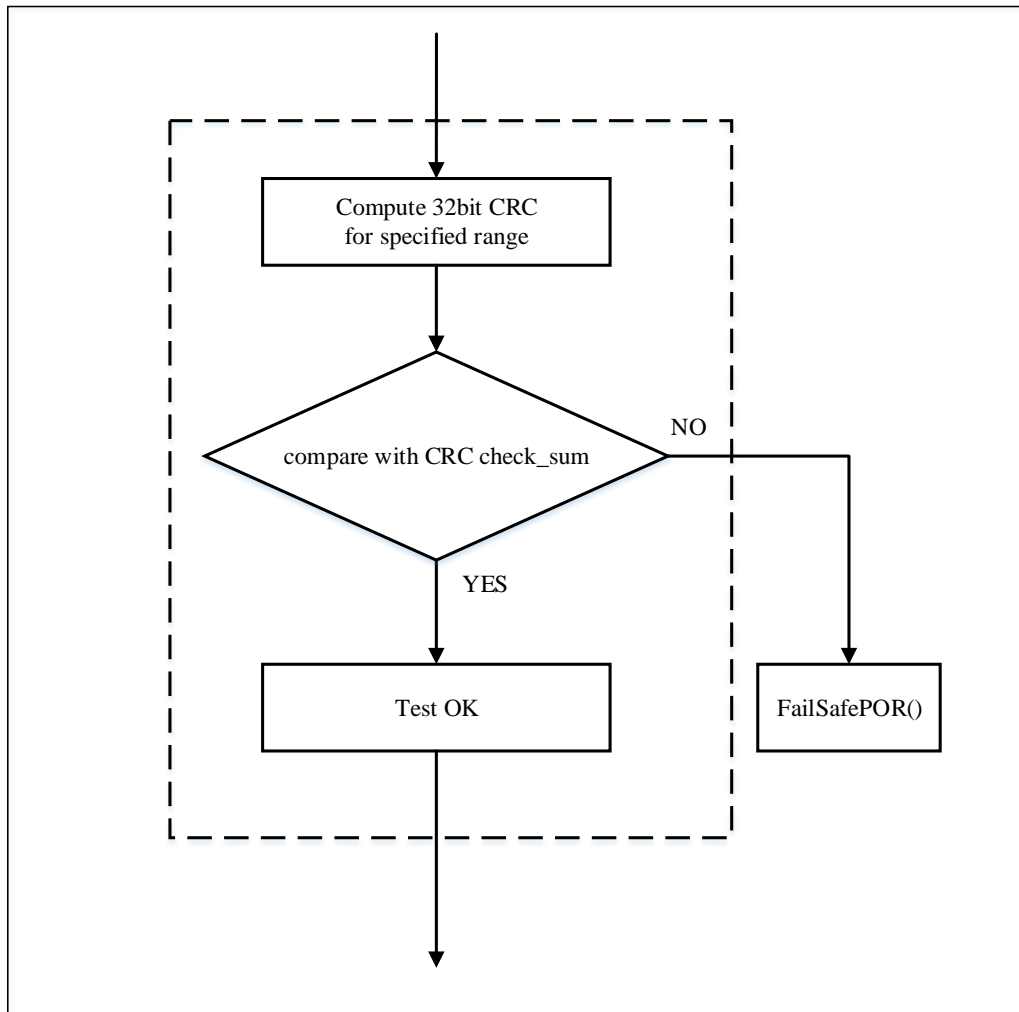 Compute 32bit CRC
for specified range
compare with CRC check_sum
NO
YES
Test OK
FailSafePOR()